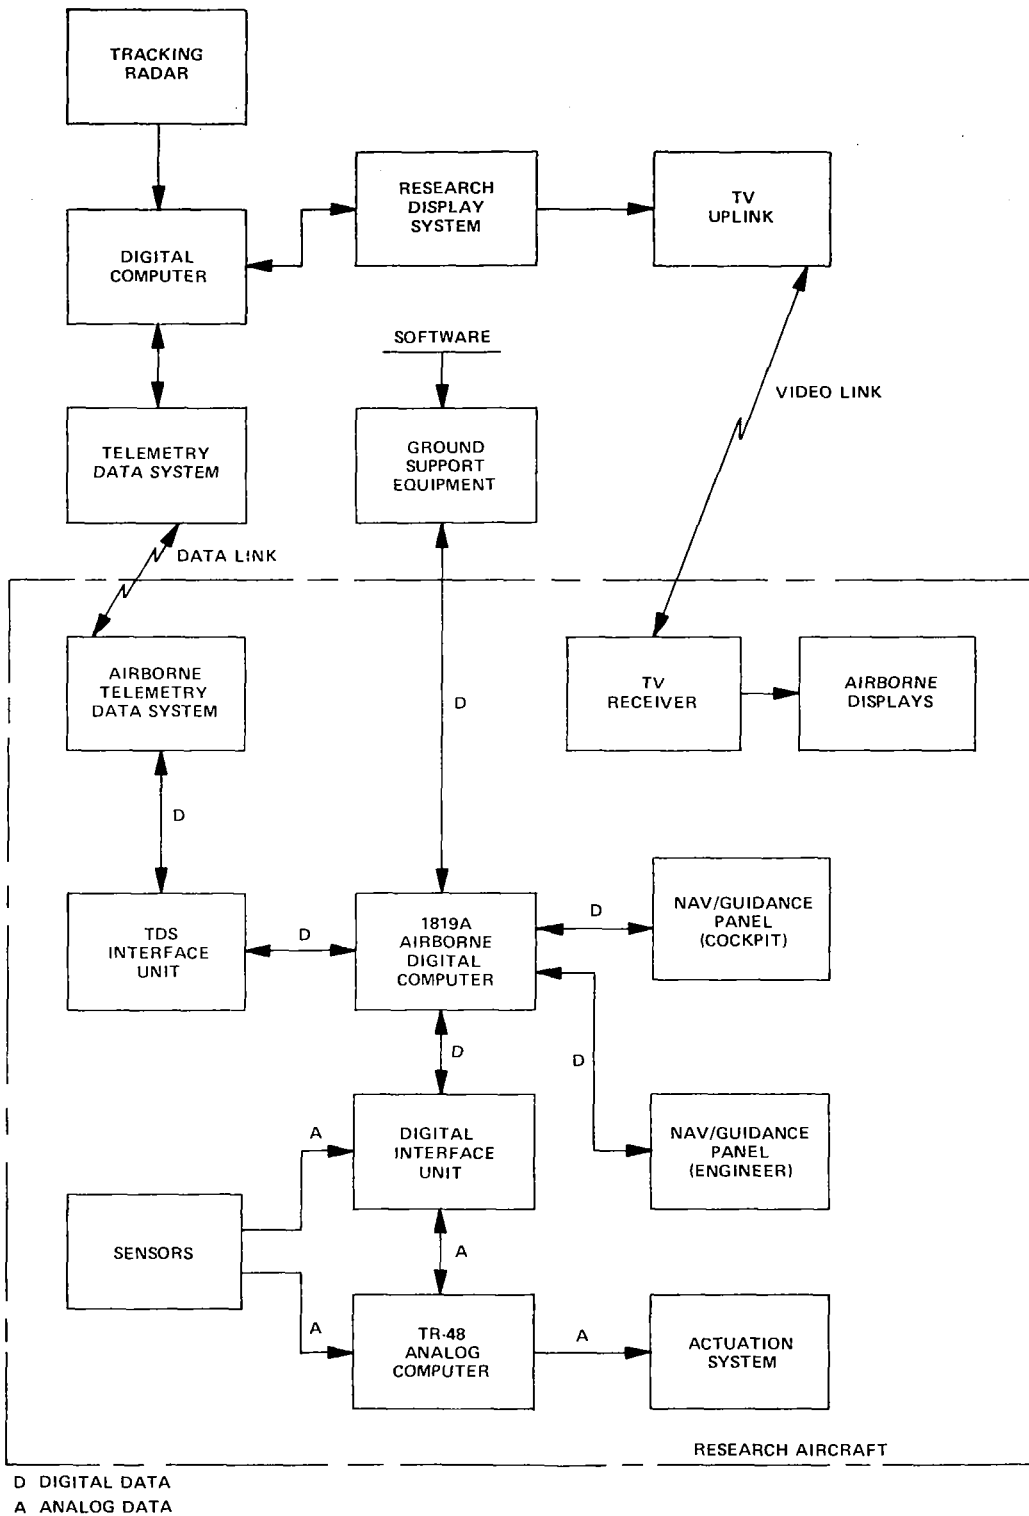 TRACKING
RADAR
RESEARCH
DISPLAY
SYSTEM
TV
UPLINK
DIGITAL
COMPUTER
SOFTWARE
VIDEO LINK
TELEMETRY
DATA SYSTEM
GROUND
SUPPORT
EQUIPMENT
DATA LINK
AIRBORNE
TELEMETRY
DATA SYSTEM
D
TV
RECEIVER
AIRBORNE
DISPLAYS
D
TDS
INTERFACE
UNIT
D
1819A
AIRBORNE
DIGITAL
COMPUTER
D
NAV/GUIDANCE
PANEL
(COCKPIT)
D
D
A
DIGITAL
INTERFACE
UNIT
NAV/GUIDANCE
PANEL
(ENGINEER)
SENSORS
A
A
TR-48
ANALOG
COMPUTER
A
ACTUATION
SYSTEM
RESEARCH AIRCRAFT
D DIGITAL DATA
A ANALOG DATA